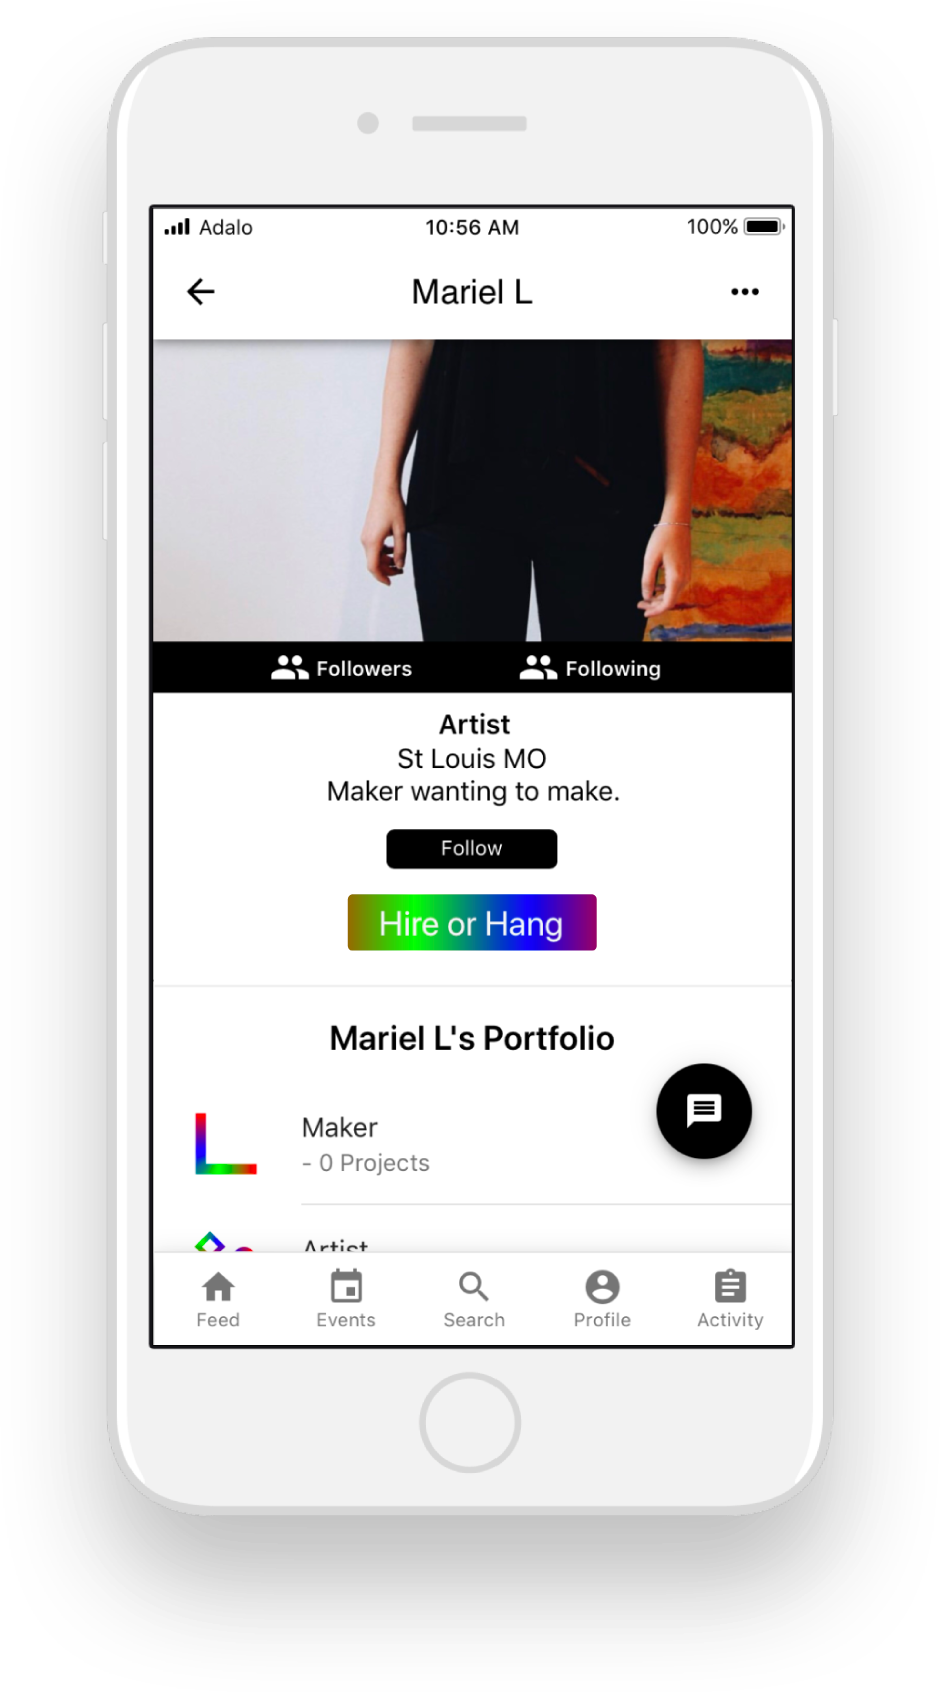 Adalo 10:56 AM 100%
Mariel L
Followers Following
Artist
St Louis MO
Maker wanting to make.
Follow
Hire or Hang
Mariel L's Portfolio
Maker
- 0 Projects
Artist
Feed Events Search Profile Activity